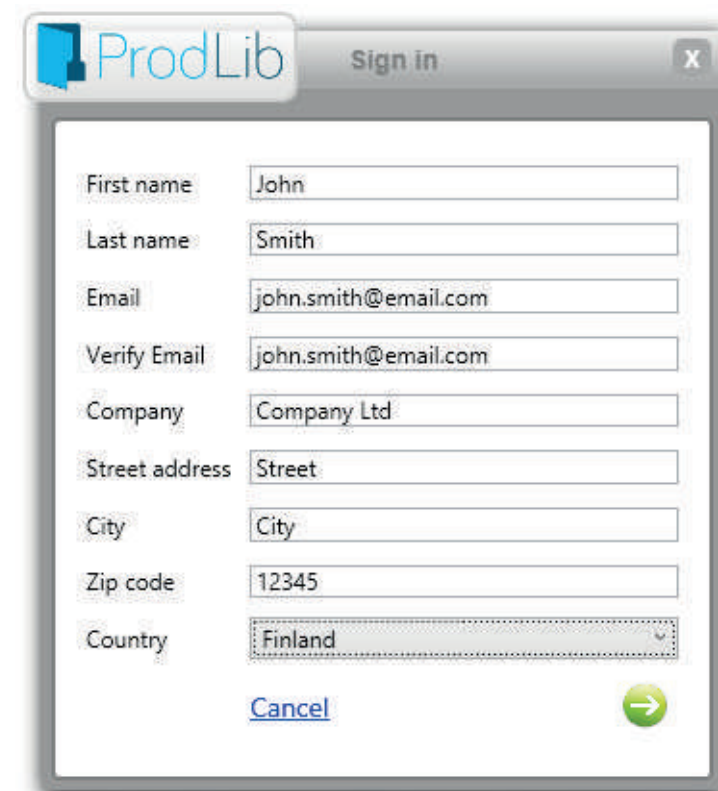 ProdLib Sign in X
First name John
Last name Smith
Email john.smith@email.com
Verify Email john.smith@email.com
Company Company Ltd
Street address Street
City City
Zip code 12345
Country Finland
Cancel